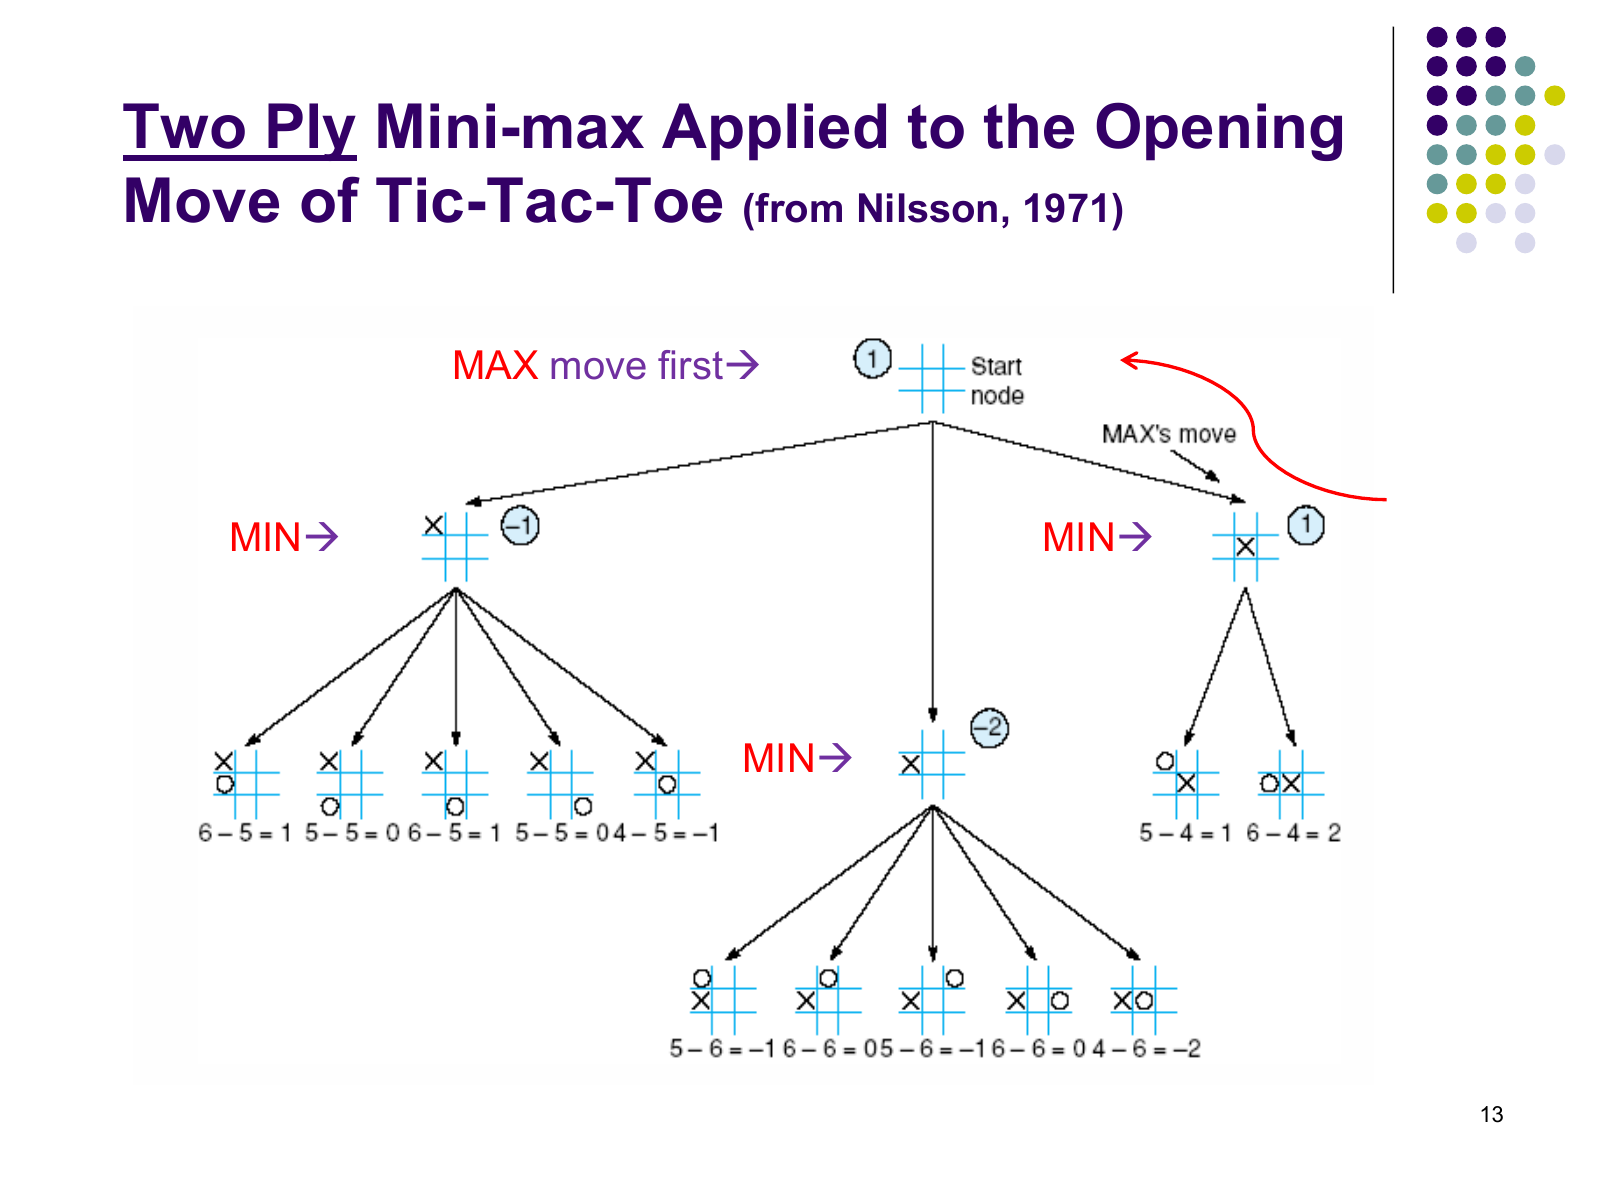 Two Ply Mini-max Applied to the Opening
Move of Tic-Tac-Toe (from Nilsson, 1971)
MAX move first→
1
Start
node
MAX's move
MIN→
X
–1
MIN→
X
1
MIN→
X
–2
X O
X O
X O
X O
X O
6 – 5 = 1 5 – 5 = 0 6 – 5 = 1 5 – 5 = 0 4 – 5 = –1
O X
O X
5 – 4 = 1 6 – 4 = 2
O X
O X
O X
X O
X O
5 – 6 = –1 6 – 6 = 0 5 – 6 = –1 6 – 6 = 0 4 – 6 = –2
13